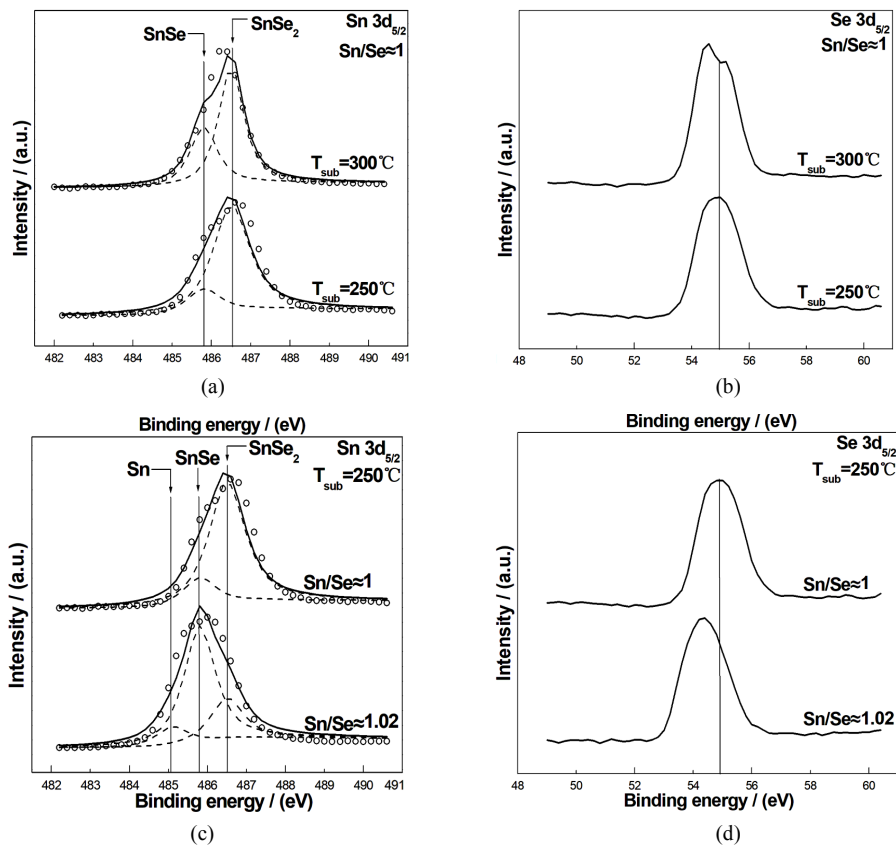 SnSe
SnSe2
Sn 3d5/2
Sn/Se≈1
Tsub=300℃
Tsub=250℃
Intensity / (a.u.)
482 483 484 485 486 487 488 489 490 491
(a)
Se 3d5/2
Sn/Se≈1
Tsub=300℃
Tsub=250℃
Intensity / (a.u.)
48 50 52 54 56 58 60
(b)
Binding energy / (eV)
Sn
SnSe
SnSe2
Sn 3d5/2
Tsub=250℃
Sn/Se≈1
Sn/Se≈1.02
Intensity / (a.u.)
482 483 484 485 486 487 488 489 490 491
Binding energy / (eV)
(c)
Binding energy / (eV)
Se 3d5/2
Tsub=250℃
Sn/Se≈1
Sn/Se≈1.02
Intensity / (a.u.)
48 50 52 54 56 58 60
Binding energy / (eV)
(d)